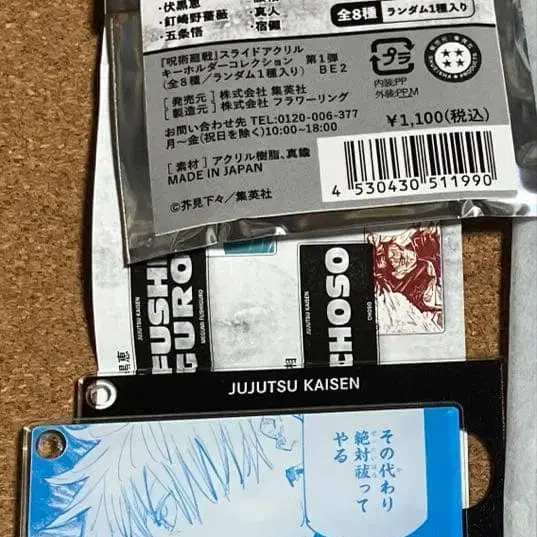 ・伏黒恵
・釘崎野薔薇
・五条悟
・真人
・宿儺
全8種 ランダム1種入り
『呪術廻戦』スライドアクリル
キーホルダーコレクション 第1弾
(全8種/ランダム1種入り) BE2
[発売元] 株式会社 集英社
[製造元] 株式会社 フラワーリング
お問い合わせ先 TEL:0120-006-377
月~金(祝日を除く)10:00~18:00
プラ
内装:PP
外装:PP,M
¥1,100(税込)
[素材] アクリル樹脂、真鍮
MADE IN JAPAN
©芥見下々/集英社
4 530430 511990
JUJUTSU KAISEN
FUSHI
GURO
MEGUMI FUSHIGURO
JUJUTSU KAISEN
CHOSO
CHOSO
JUJUTSU KAISEN
その代わり
絶対祓って
やる